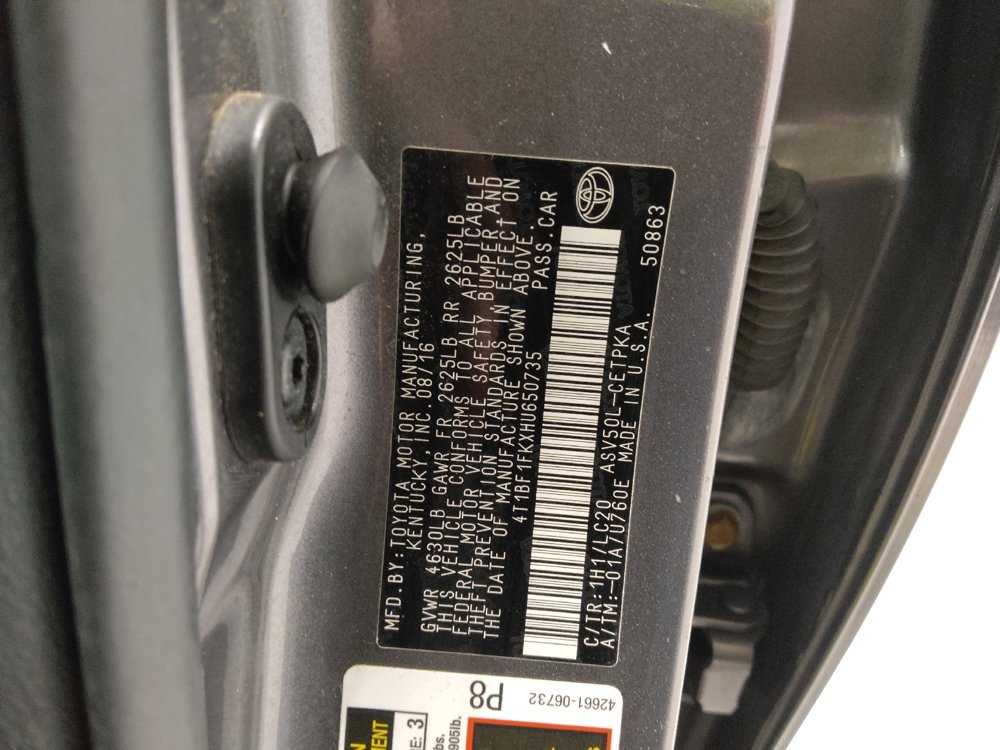 MFD.BY:TOYOTA MOTOR MANUFACTURING,
KENTUCKY, INC. 08/16
GVWR 4630LB GAWR FR 2625LB RR 2625LB
THIS VEHICLE CONFORMS TO ALL APPLICABLE
FEDERAL MOTOR VEHICLE SAFETY,BUMPER,AND
THEFT PREVENTION STANDARDS IN EFFECT ON
THE DATE OF MANUFACTURE SHOWN ABOVE.
4T1BF1FKXHU650735 PASS.CAR
C/TR:1H1/LC20 ASV50L-CETPKA
A/TM:-01A/U760E MADE IN U.S.A.
50863
P8
42661-06732
E: 3
905lb.